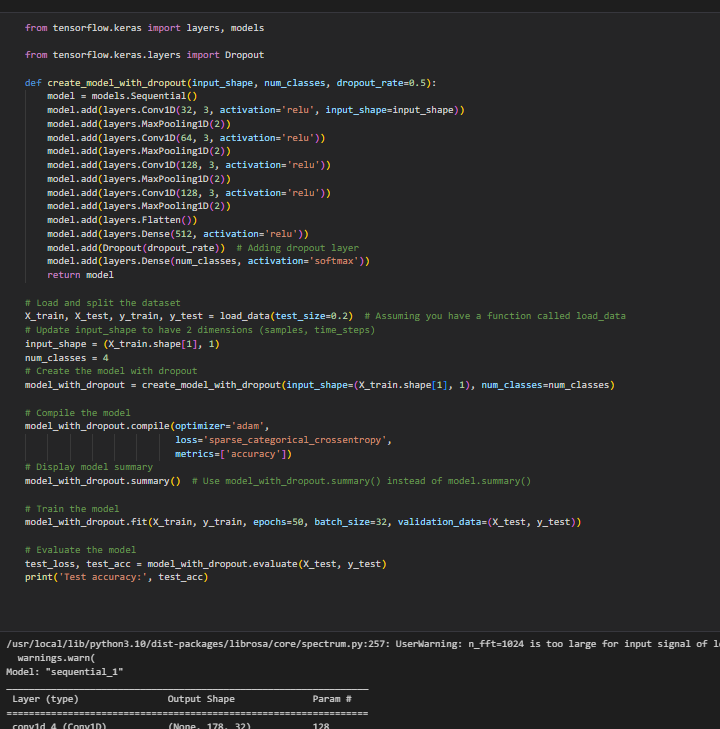 from tensorflow.keras import layers, models
from tensorflow.keras.layers import Dropout
def create_model_with_dropout(input_shape, num_classes, dropout_rate=0.5):
    model = models.Sequential()
    model.add(layers.Conv1D(32, 3, activation='relu', input_shape=input_shape))
    model.add(layers.MaxPooling1D(2))
    model.add(layers.Conv1D(64, 3, activation='relu'))
    model.add(layers.MaxPooling1D(2))
    model.add(layers.Conv1D(128, 3, activation='relu'))
    model.add(layers.MaxPooling1D(2))
    model.add(layers.Conv1D(128, 3, activation='relu'))
    model.add(layers.MaxPooling1D(2))
    model.add(layers.Flatten())
    model.add(layers.Dense(512, activation='relu'))
    model.add(Dropout(dropout_rate))  # Adding dropout layer
    model.add(layers.Dense(num_classes, activation='softmax'))
    return model
# Load and split the dataset
X_train, X_test, y_train, y_test = load_data(test_size=0.2)  # Assuming you have a function called load_data
# Update input_shape to have 2 dimensions (samples, time_steps)
input_shape = (X_train.shape[1], 1)
num_classes = 4
# Create the model with dropout
model_with_dropout = create_model_with_dropout(input_shape=(X_train.shape[1], 1), num_classes=num_classes)
# Compile the model
model_with_dropout.compile(optimizer='adam',
                           loss='sparse_categorical_crossentropy',
                           metrics=['accuracy'])
# Display model summary
model_with_dropout.summary()  # Use model_with_dropout.summary() instead of model.summary()
# Train the model
model_with_dropout.fit(X_train, y_train, epochs=50, batch_size=32, validation_data=(X_test, y_test))
# Evaluate the model
test_loss, test_acc = model_with_dropout.evaluate(X_test, y_test)
print('Test accuracy:', test_acc)
/usr/local/lib/python3.10/dist-packages/librosa/core/spectrum.py:257: UserWarning: n_fft=1024 is too large for input signal of
  warnings.warn(
Model: "sequential_1"
Layer (type) Output Shape Param #
conv1d_4 (Conv1D) (None, 178, 32) 128